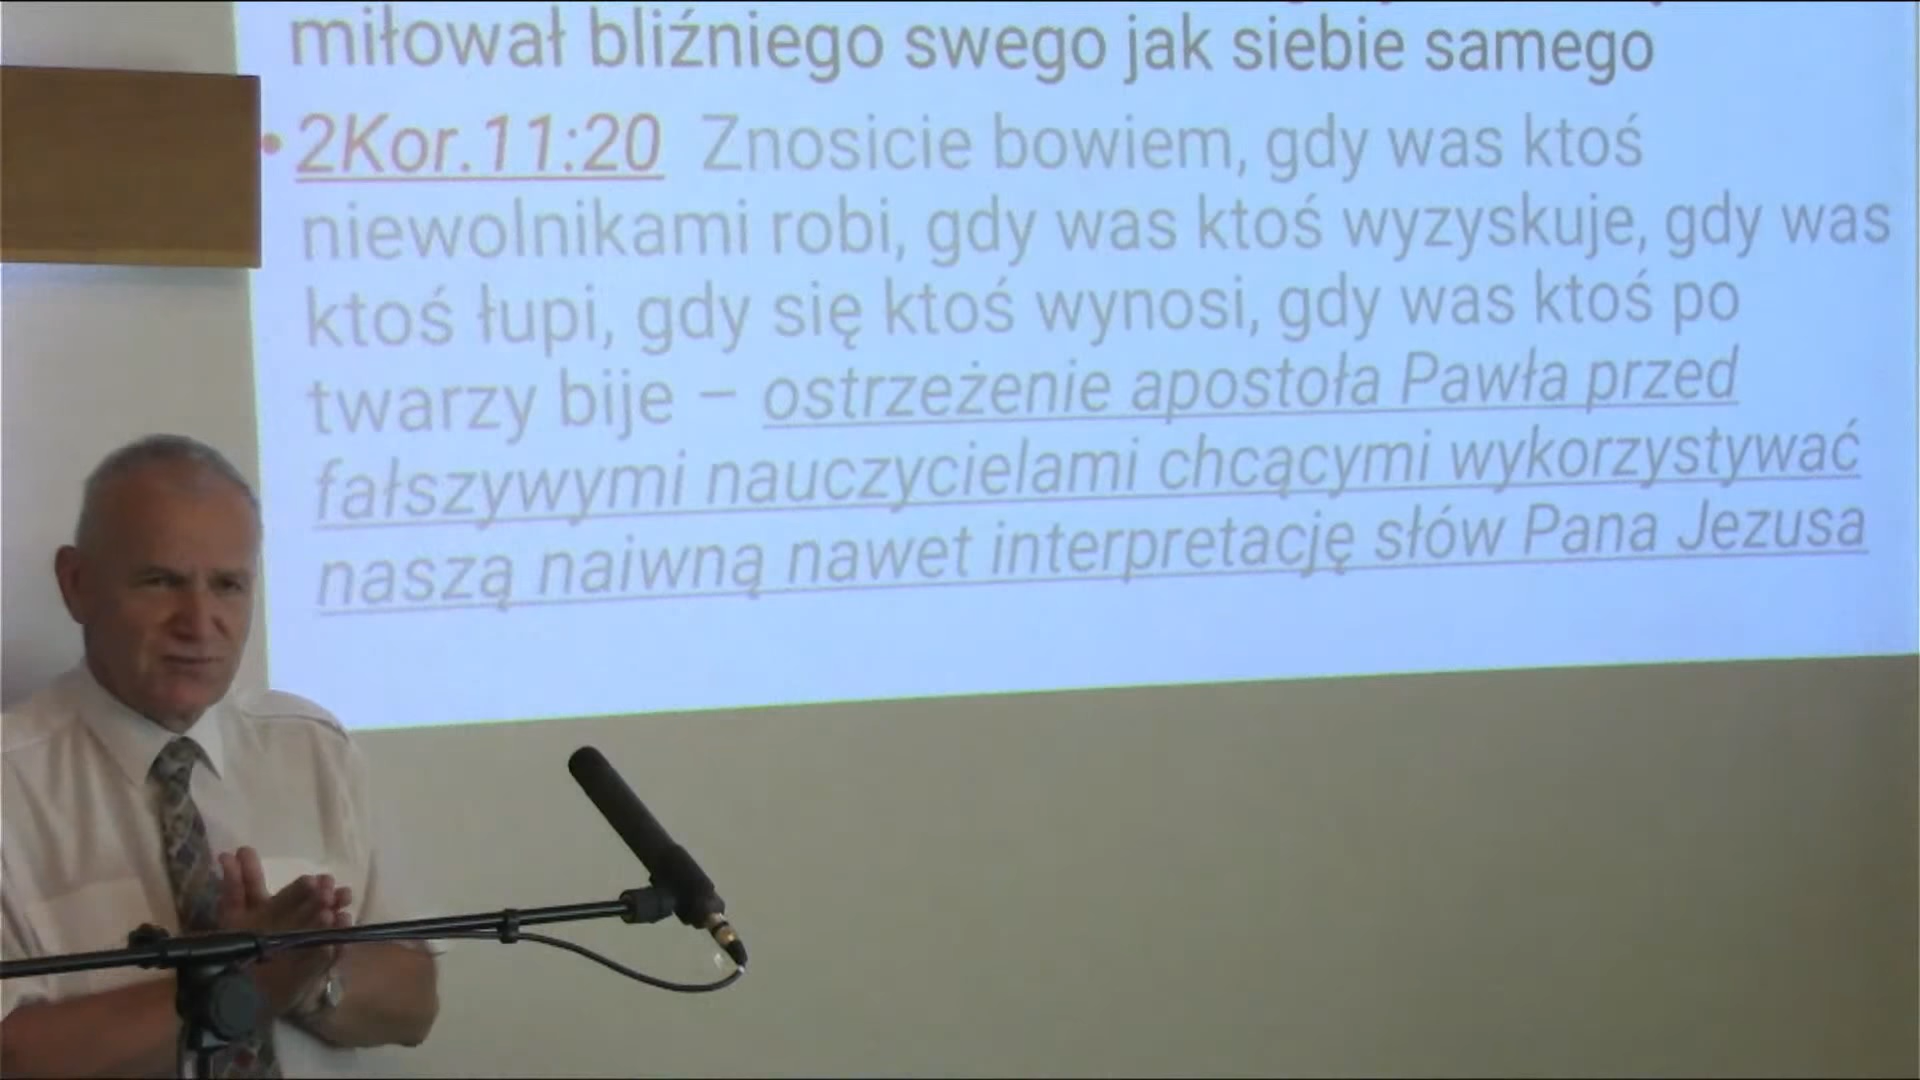 miłował bliźniego swego jak siebie samego
• 2Kor.11:20 Znosicie bowiem, gdy was ktoś
niewolnikami robi, gdy was ktoś wyzyskuje, gdy was
ktoś łupi, gdy się ktoś wynosi, gdy was ktoś po
twarzy bije – ostrzeżenie apostoła Pawła przed
fałszywymi nauczycielami chcącymi wykorzystywać
naszą naiwną nawet interpretację słów Pana Jezusa